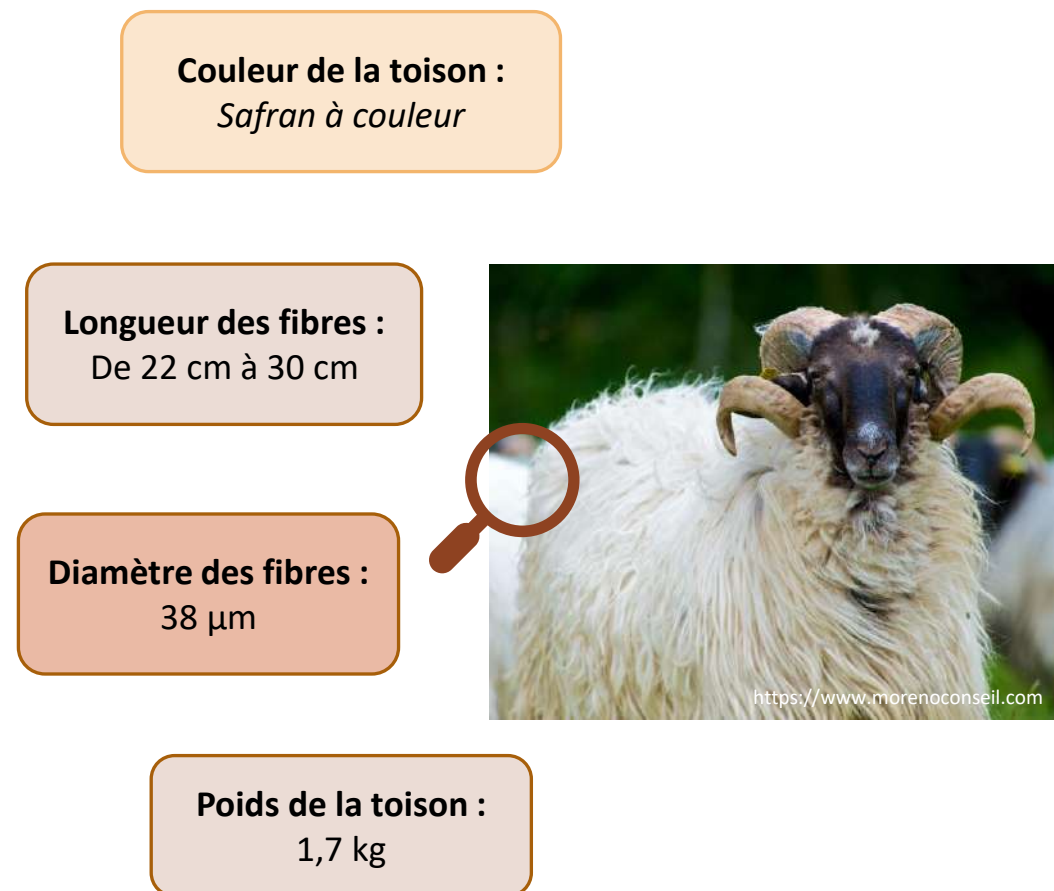 Couleur de la toison :
Safran à couleur
Longueur des fibres :
De 22 cm à 30 cm
Diamètre des fibres :
38 µm
https://www.morenoconseil.com
Poids de la toison :
1,7 kg